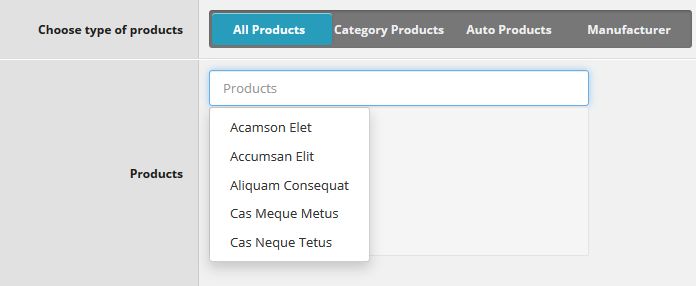 Choose type of products
All Products
Category Products
Auto Products
Manufacturer
Products
Products
Acamson Elet
Accumsan Elit
Aliquam Consequat
Cas Meque Metus
Cas Neque Tetus